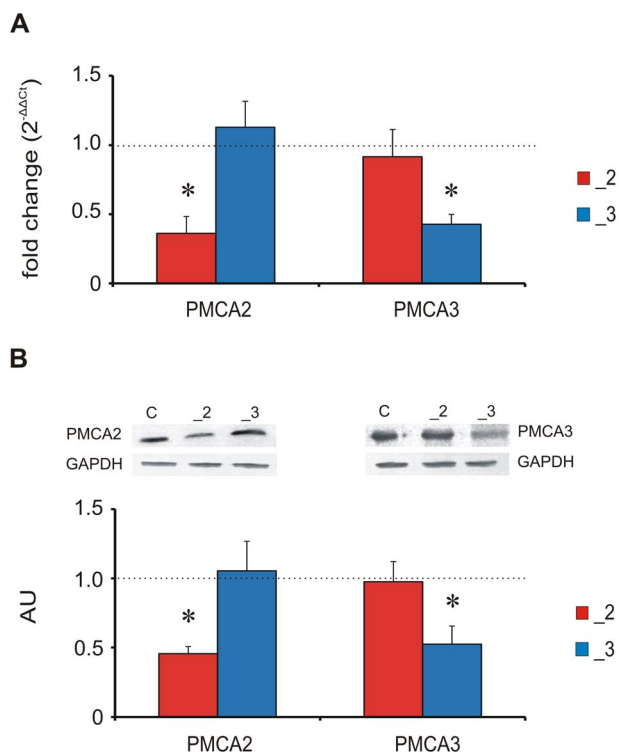 A
fold change (2^-ΔΔCt)
1.5
1.0
0.5
0
*
*
PMCA2 PMCA3
_2
_3
B
C _2 _3 C _2 _3
PMCA2 PMCA3
GAPDH GAPDH
AU
1.5
1.0
0.5
0
*
*
PMCA2 PMCA3
_2
_3